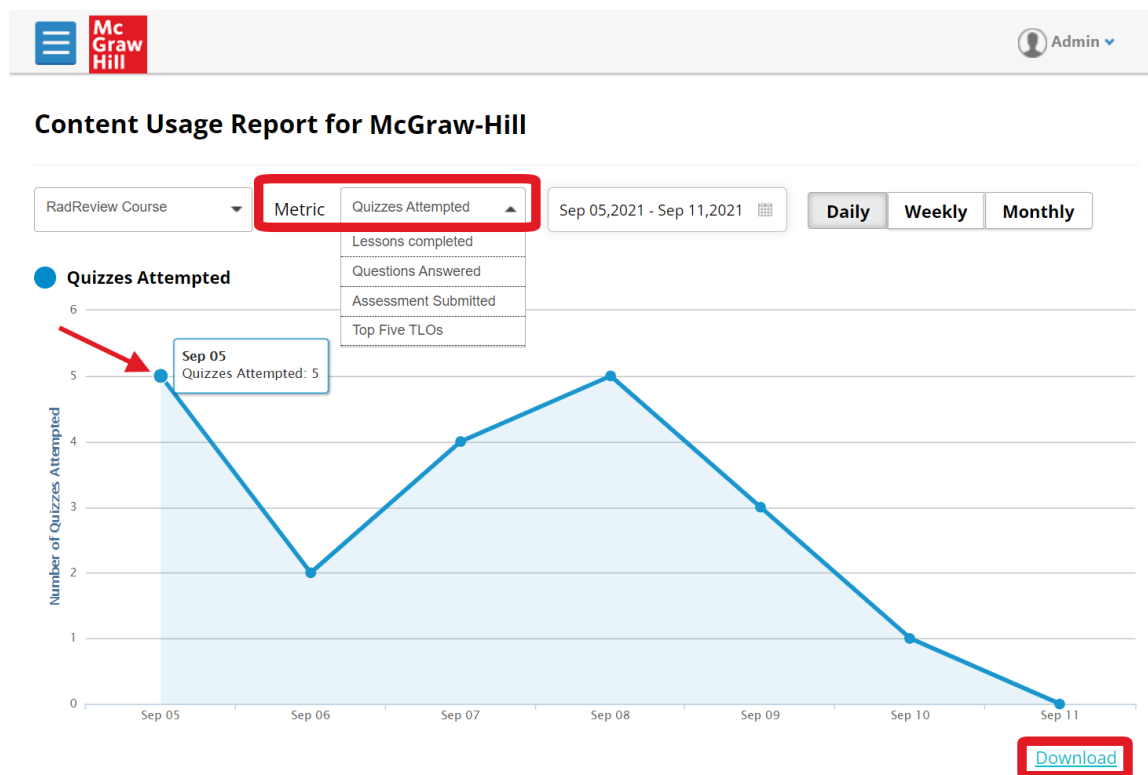 Mc
Graw
Hill
Admin
Content Usage Report for McGraw-Hill
RadReview Course
Metric
Quizzes Attempted
Sep 05,2021 - Sep 11,2021
Daily
Weekly
Monthly
Lessons completed
Questions Answered
Assessment Submitted
Top Five TLOs
Quizzes Attempted
Number of Quizzes Attempted
6
5
4
3
2
1
0
Sep 05
Quizzes Attempted: 5
Sep 05
Sep 06
Sep 07
Sep 08
Sep 09
Sep 10
Sep 11
Download